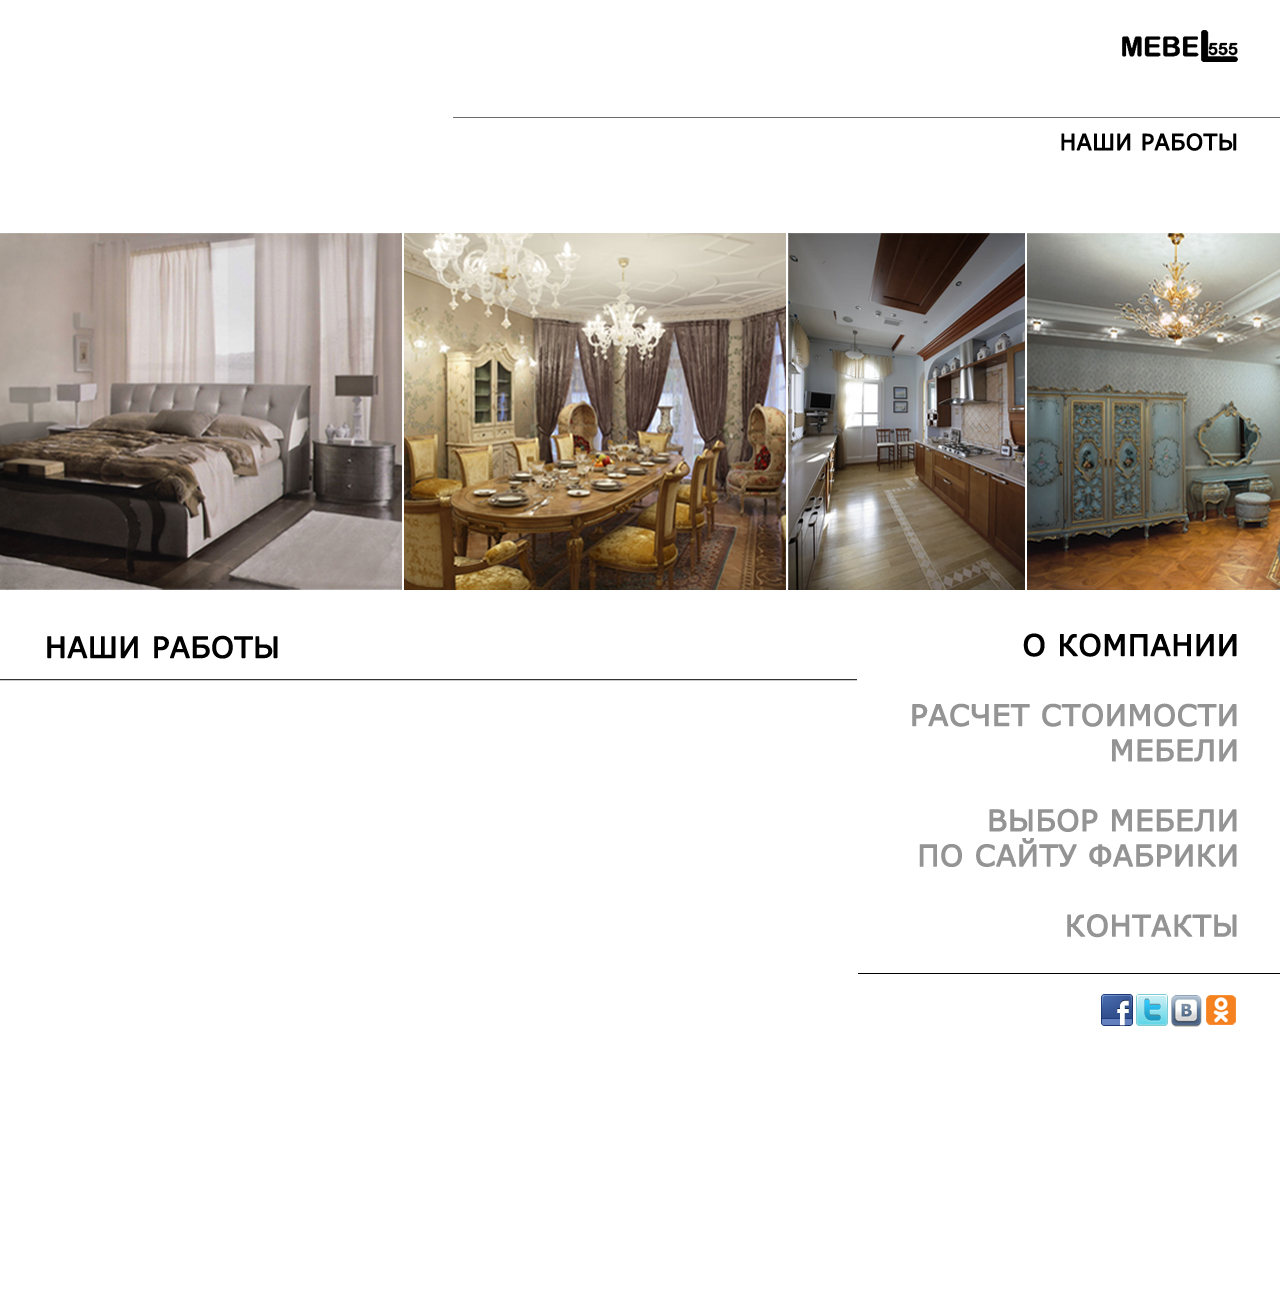 MEBEL555
НАШИ РАБОТЫ
НАШИ РАБОТЫ
О КОМПАНИИ
РАСЧЕТ СТОИМОСТИ
МЕБЕЛИ
ВЫБОР МЕБЕЛИ
ПО САЙТУ ФАБРИКИ
КОНТАКТЫ